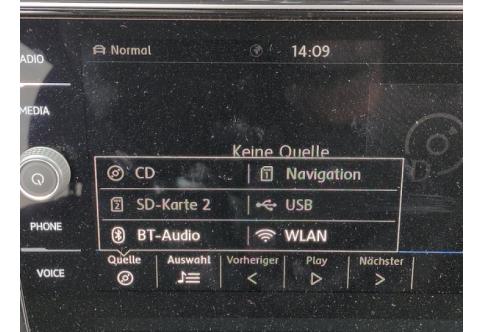 Normal 14:09
RADIO
MEDIA
Keine Quelle
CD Navigation
SD-Karte 2 USB
BT-Audio WLAN
PHONE
Quelle Auswahl Vorheriger Play Nächster
VOICE